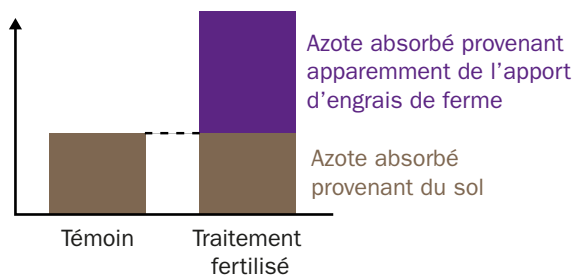 Azote absorbé provenant
apparemment de l’apport
d’engrais de ferme
Azote absorbé
provenant du sol
Témoin
Traitement
fertilisé